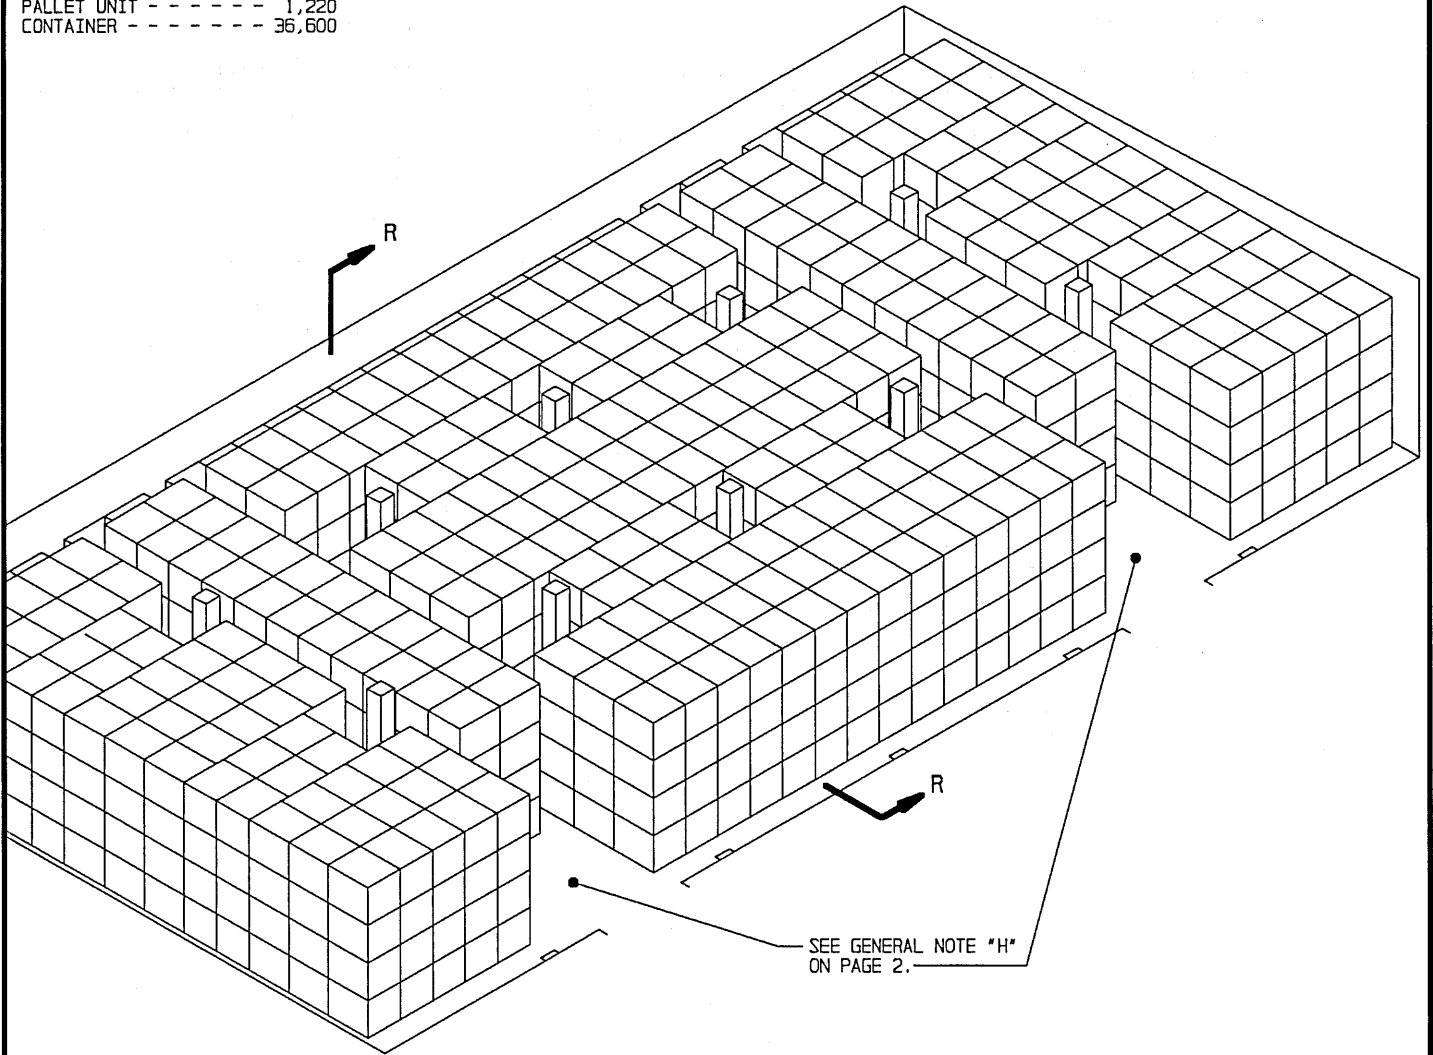 PALLET UNIT - - - - - - 1,220
CONTAINER - - - - - - - 36,600
R
R
SEE GENERAL NOTE "H"
ON PAGE 2.